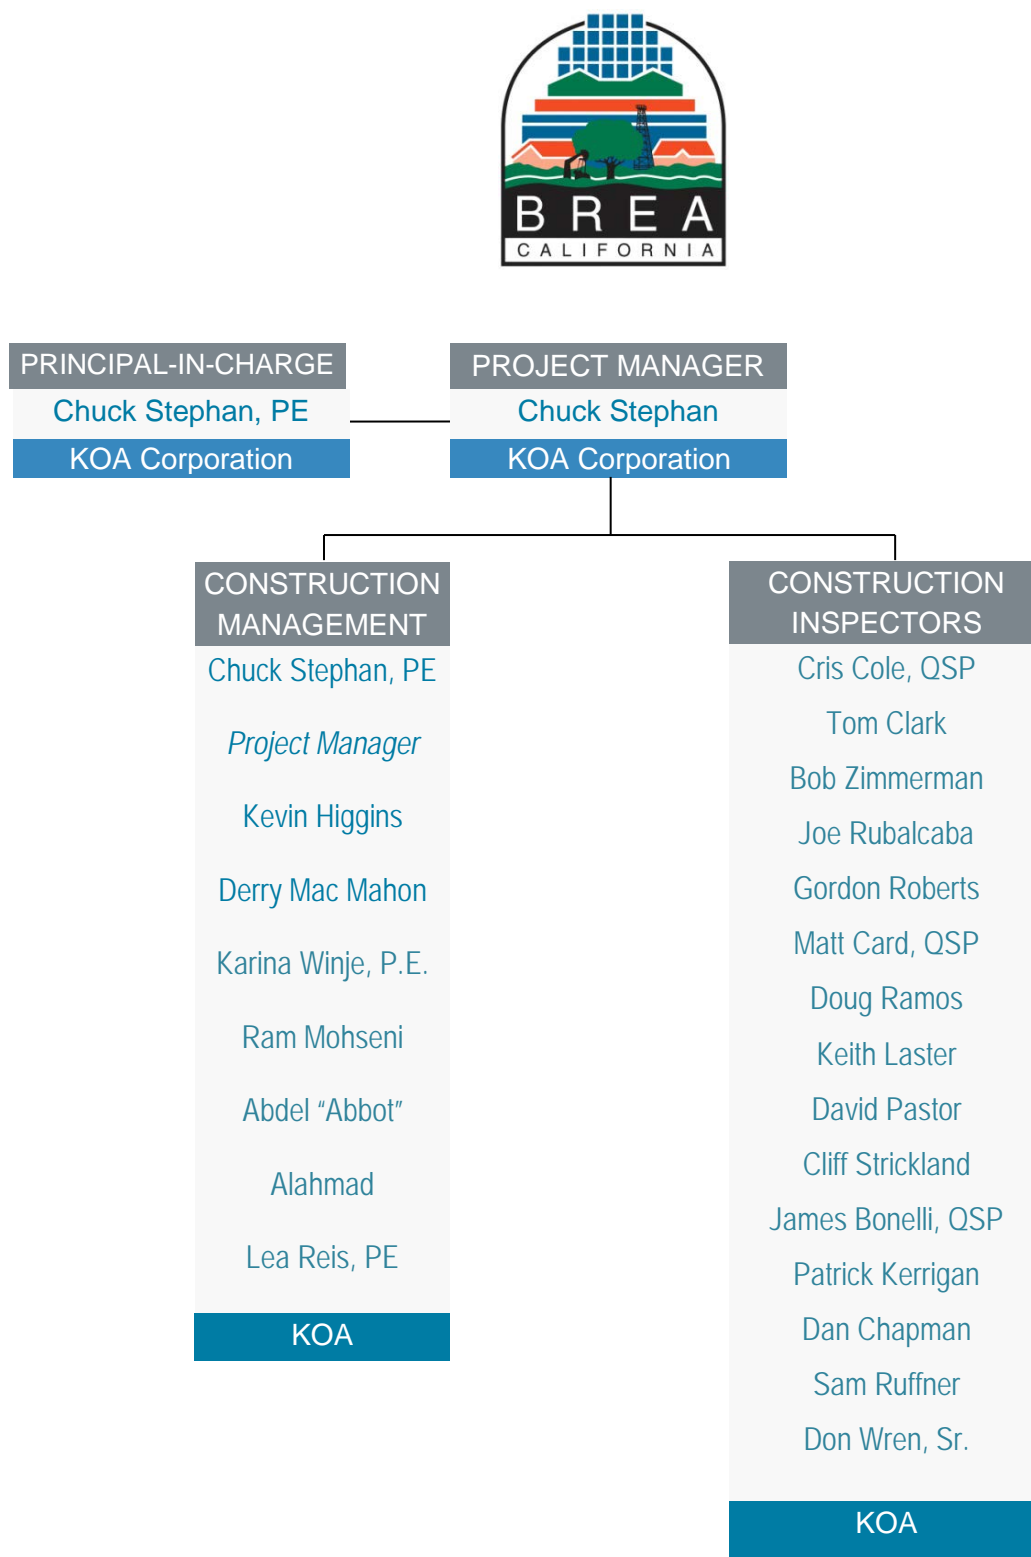 BREA
CALIFORNIA
PRINCIPAL-IN-CHARGE
Chuck Stephan, PE
KOA Corporation
PROJECT MANAGER
Chuck Stephan
KOA Corporation
CONSTRUCTION
MANAGEMENT
Chuck Stephan, PE
Project Manager
Kevin Higgins
Derry Mac Mahon
Karina Winje, P.E.
Ram Mohseni
Abdel “Abbot”
Alahmad
Lea Reis, PE
KOA
CONSTRUCTION
INSPECTORS
Cris Cole, QSP
Tom Clark
Bob Zimmerman
Joe Rubalcaba
Gordon Roberts
Matt Card, QSP
Doug Ramos
Keith Laster
David Pastor
Cliff Strickland
James Bonelli, QSP
Patrick Kerrigan
Dan Chapman
Sam Ruffner
Don Wren, Sr.
KOA